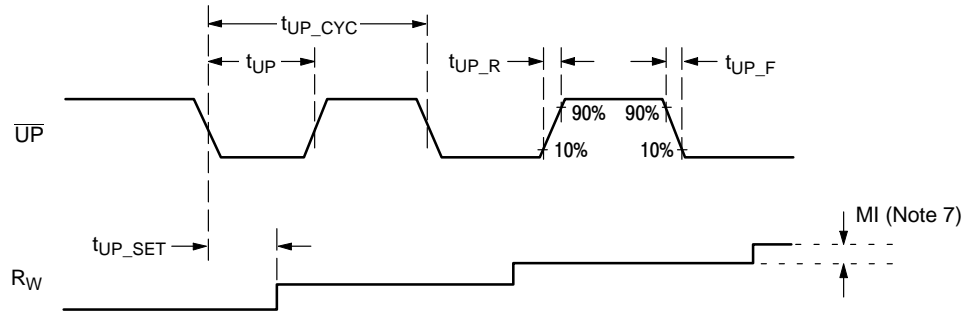 tUP_CYC
tUP
tUP_R
tUP_F
UP
90%
90%
10%
10%
MI (Note 7)
tUP_SET
RW